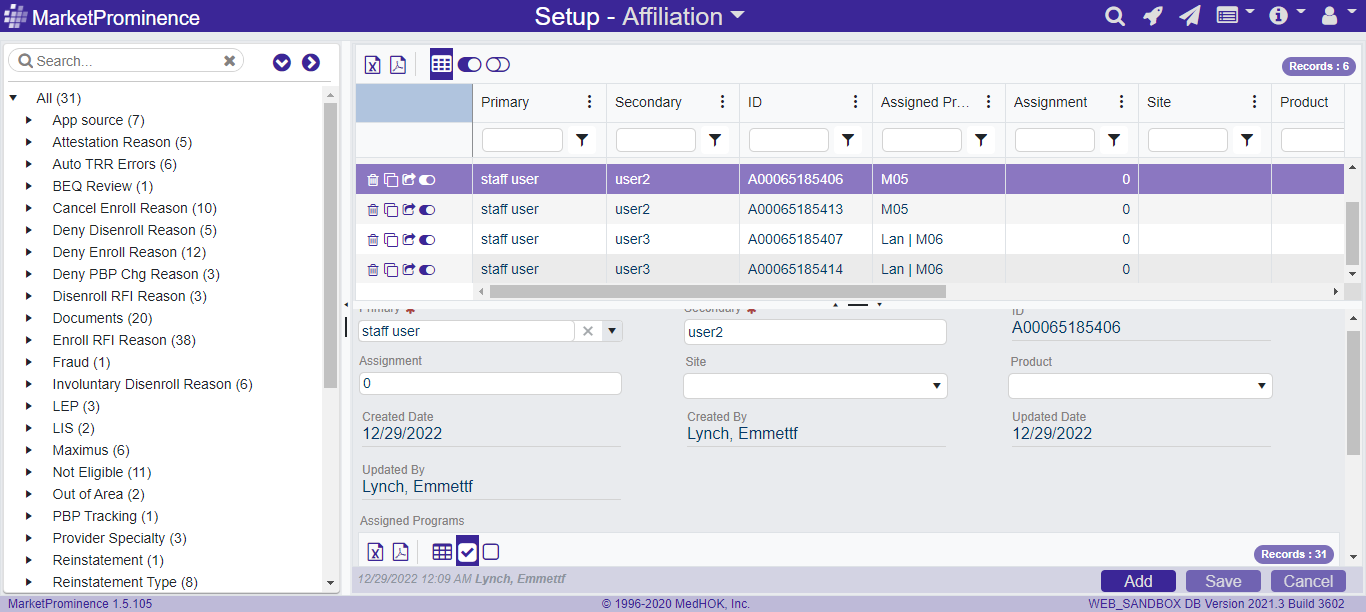 MarketProminence
Setup - Affiliation
Search...
All (31)
App source (7)
Attestation Reason (5)
Auto TRR Errors (6)
BEQ Review (1)
Cancel Enroll Reason (10)
Deny Disenroll Reason (5)
Deny Enroll Reason (12)
Deny PBP Chg Reason (3)
Disenroll RFI Reason (3)
Documents (20)
Enroll RFI Reason (38)
Fraud (1)
Involuntary Disenroll Reason (6)
LEP (3)
LIS (2)
Maximus (6)
Not Eligible (11)
Out of Area (2)
PBP Tracking (1)
Provider Specialty (3)
Reinstatement (1)
Reinstatement Type (8)
Records : 6
Primary Secondary ID Assigned Pr... Assignment Site Product
staff user user2 A00065185406 M05 0
staff user user2 A00065185413 M05 0
staff user user3 A00065185407 Lan | M06 0
staff user user3 A00065185414 Lan | M06 0
Primary * Secondary * ID
staff user user2 A00065185406
Assignment Site Product
0
Created Date Created By Updated Date
12/29/2022 Lynch, Emmettf 12/29/2022
Updated By
Lynch, Emmettf
Assigned Programs
Records : 31
12/29/2022 12:09 AM Lynch, Emmettf
Add Save Cancel
MarketProminence 1.5.105 © 1996-2020 MedHOK, Inc. WEB_SANDBOX DB Version 2021.3 Build 3602